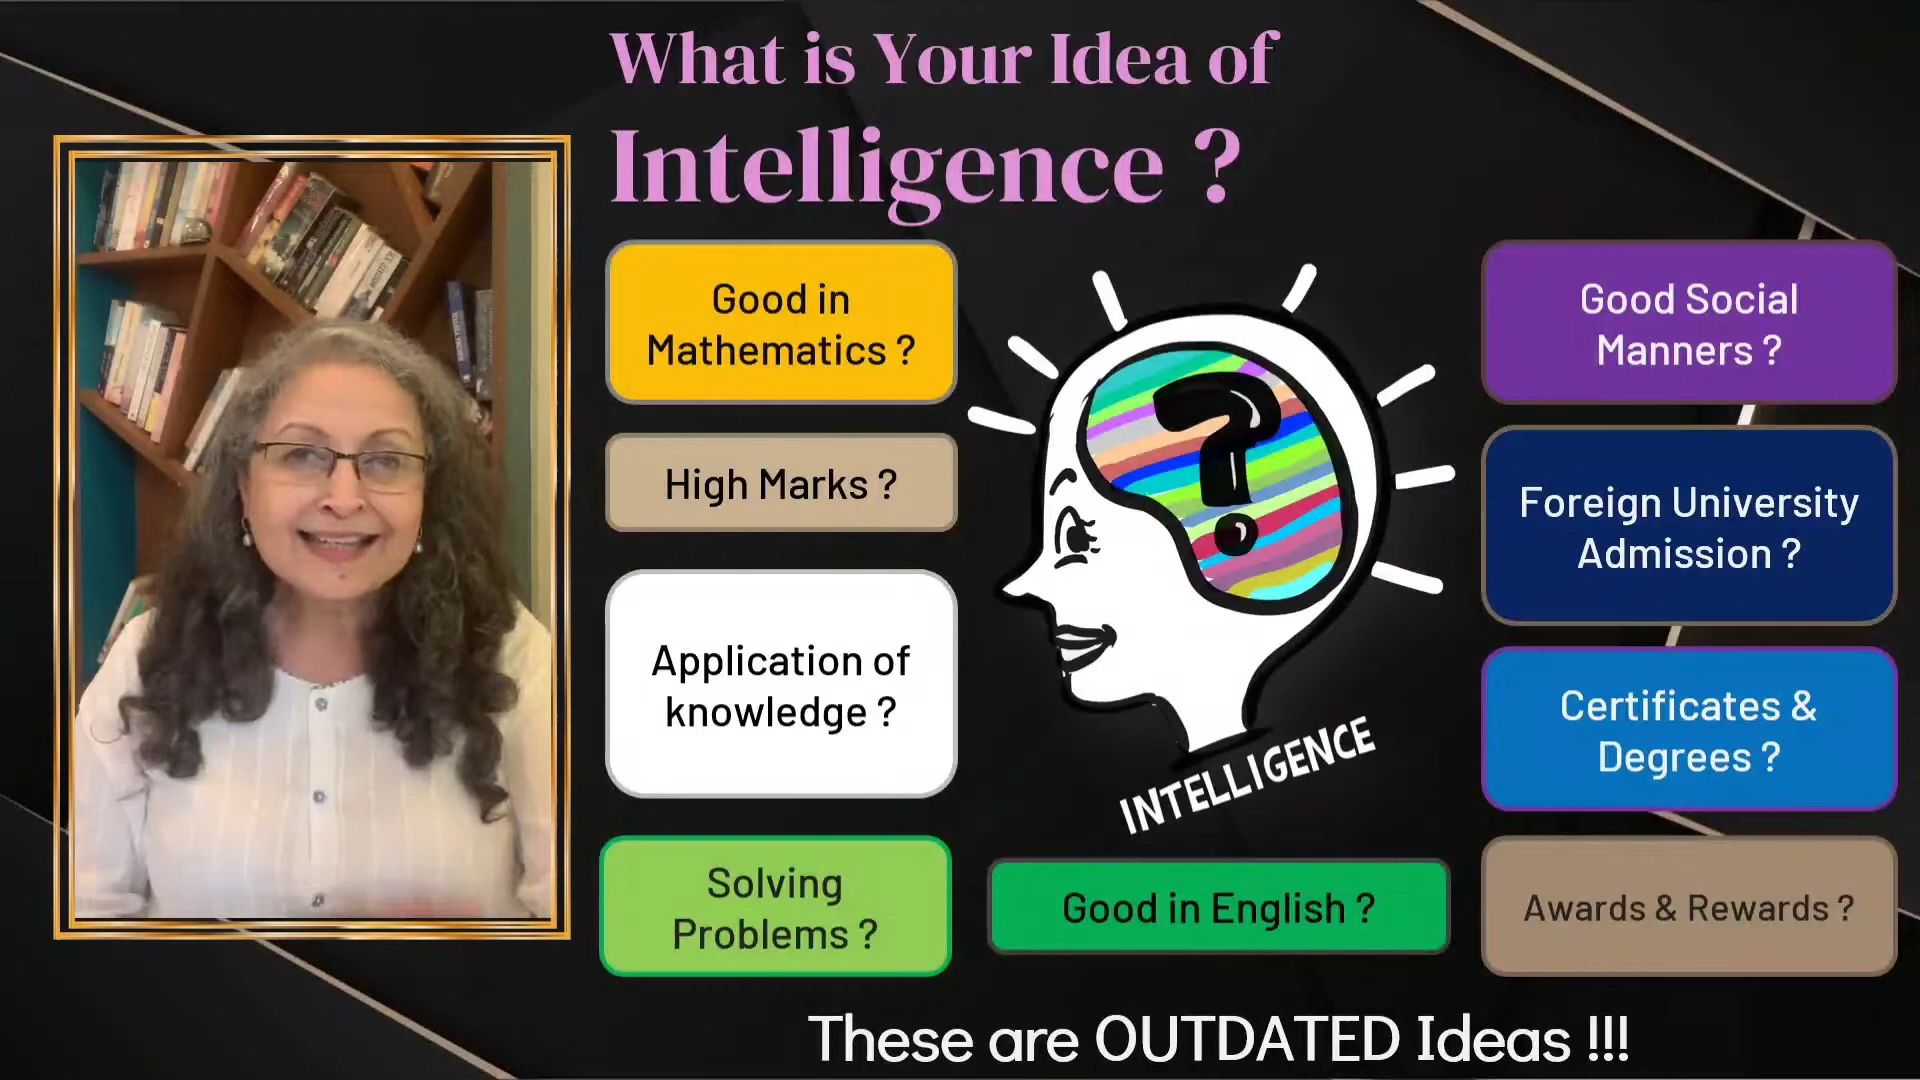 What is Your Idea of
Intelligence ?
Good in
Mathematics ?
High Marks ?
Application of
knowledge ?
Solving
Problems ?
INTELLIGENCE
Good in English ?
Good Social
Manners ?
Foreign University
Admission ?
Certificates &
Degrees ?
Awards & Rewards ?
These are OUTDATED Ideas !!!